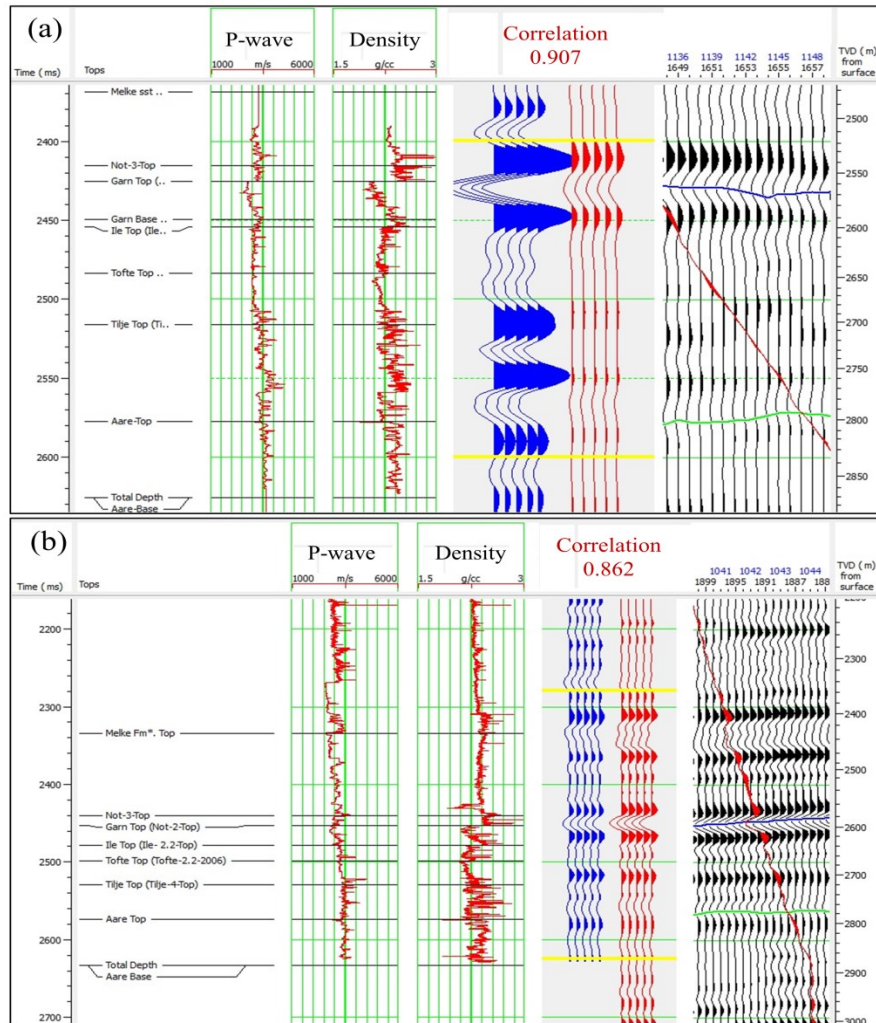 (a)
P-wave
Density
Correlation
0.907
1136 1139 1142 1145 1148
1649 1651 1653 1655 1657
TVD (m)
from
surface
Time (ms)
Tops
1000 m/s 6000
1.5 g/cc 3
Melke sst ..
Not-3-Top
Garn Top (..
Garn Base ..
Ile Top (Ile..
Tofte Top ..
Tilje Top (Ti..
Aare-Top
Total Depth
Aare-Base
2400
2450
2500
2550
2600
2500
2550
2600
2650
2700
2750
2800
2850
(b)
P-wave
Density
Correlation
0.862
1041 1042 1043 1044
1899 1895 1891 1887 188
TVD (m)
from
surface
Time (ms)
Tops
1000 m/s 6000
1.5 g/cc 3
Melke Fm*. Top
Not-3-Top
Garn Top (Not-2-Top)
Ile Top (Ile- 2.2-Top)
Tofte Top (Tofte-2.2-2006)
Tilje Top (Tilje-4-Top)
Aare Top
Total Depth
Aare Base
2200
2300
2400
2500
2600
2700
2300
2400
2500
2600
2700
2800
2900
3000